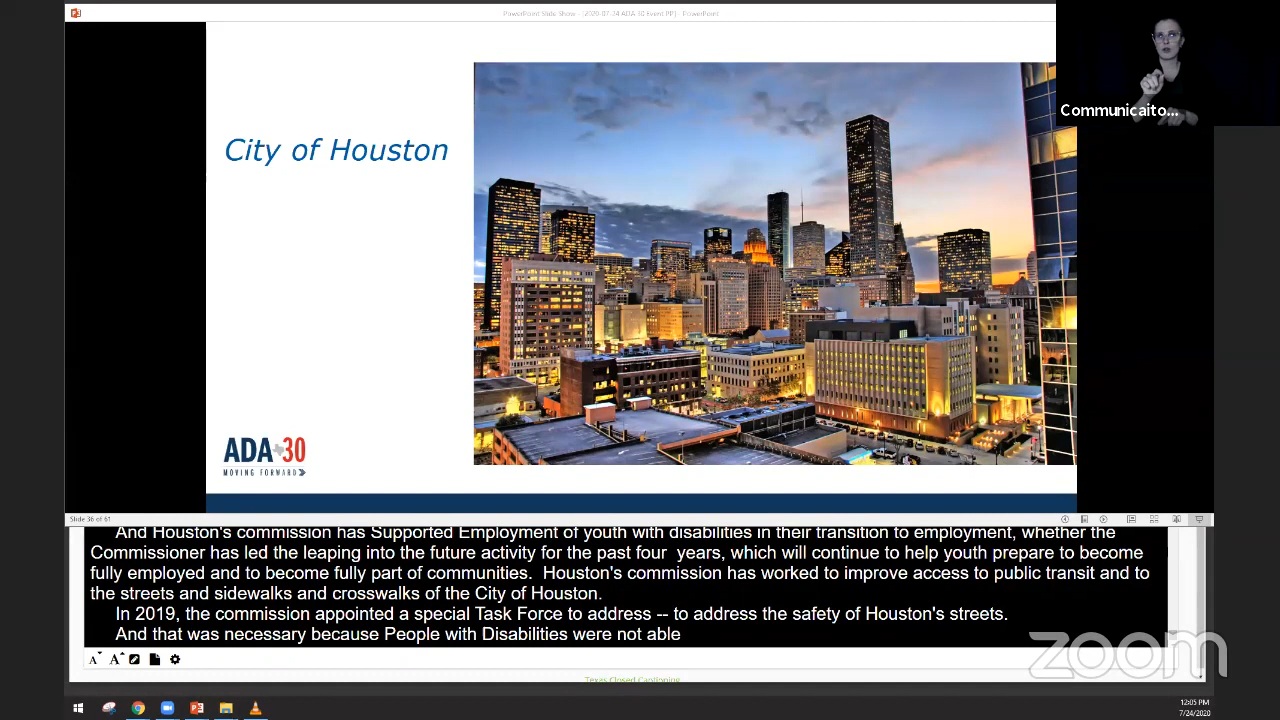 PowerPoint Slide Show - [2020-07-24 ADA 30 Event PP] - PowerPoint
Communicaito...
City of Houston
ADA 30
MOVING FORWARD
Slide 36 of 61
And Houston's commission has Supported Employment of youth with disabilities in their transition to employment, whether the
Commissioner has led the leaping into the future activity for the past four years, which will continue to help youth prepare to become
fully employed and to become fully part of communities. Houston's commission has worked to improve access to public transit and to
the streets and sidewalks and crosswalks of the City of Houston.
In 2019, the commission appointed a special Task Force to address -- to address the safety of Houston's streets.
And that was necessary because People with Disabilities were not able
zoom
A A
Texas Closed Captioning
12:05 PM
7/24/2020